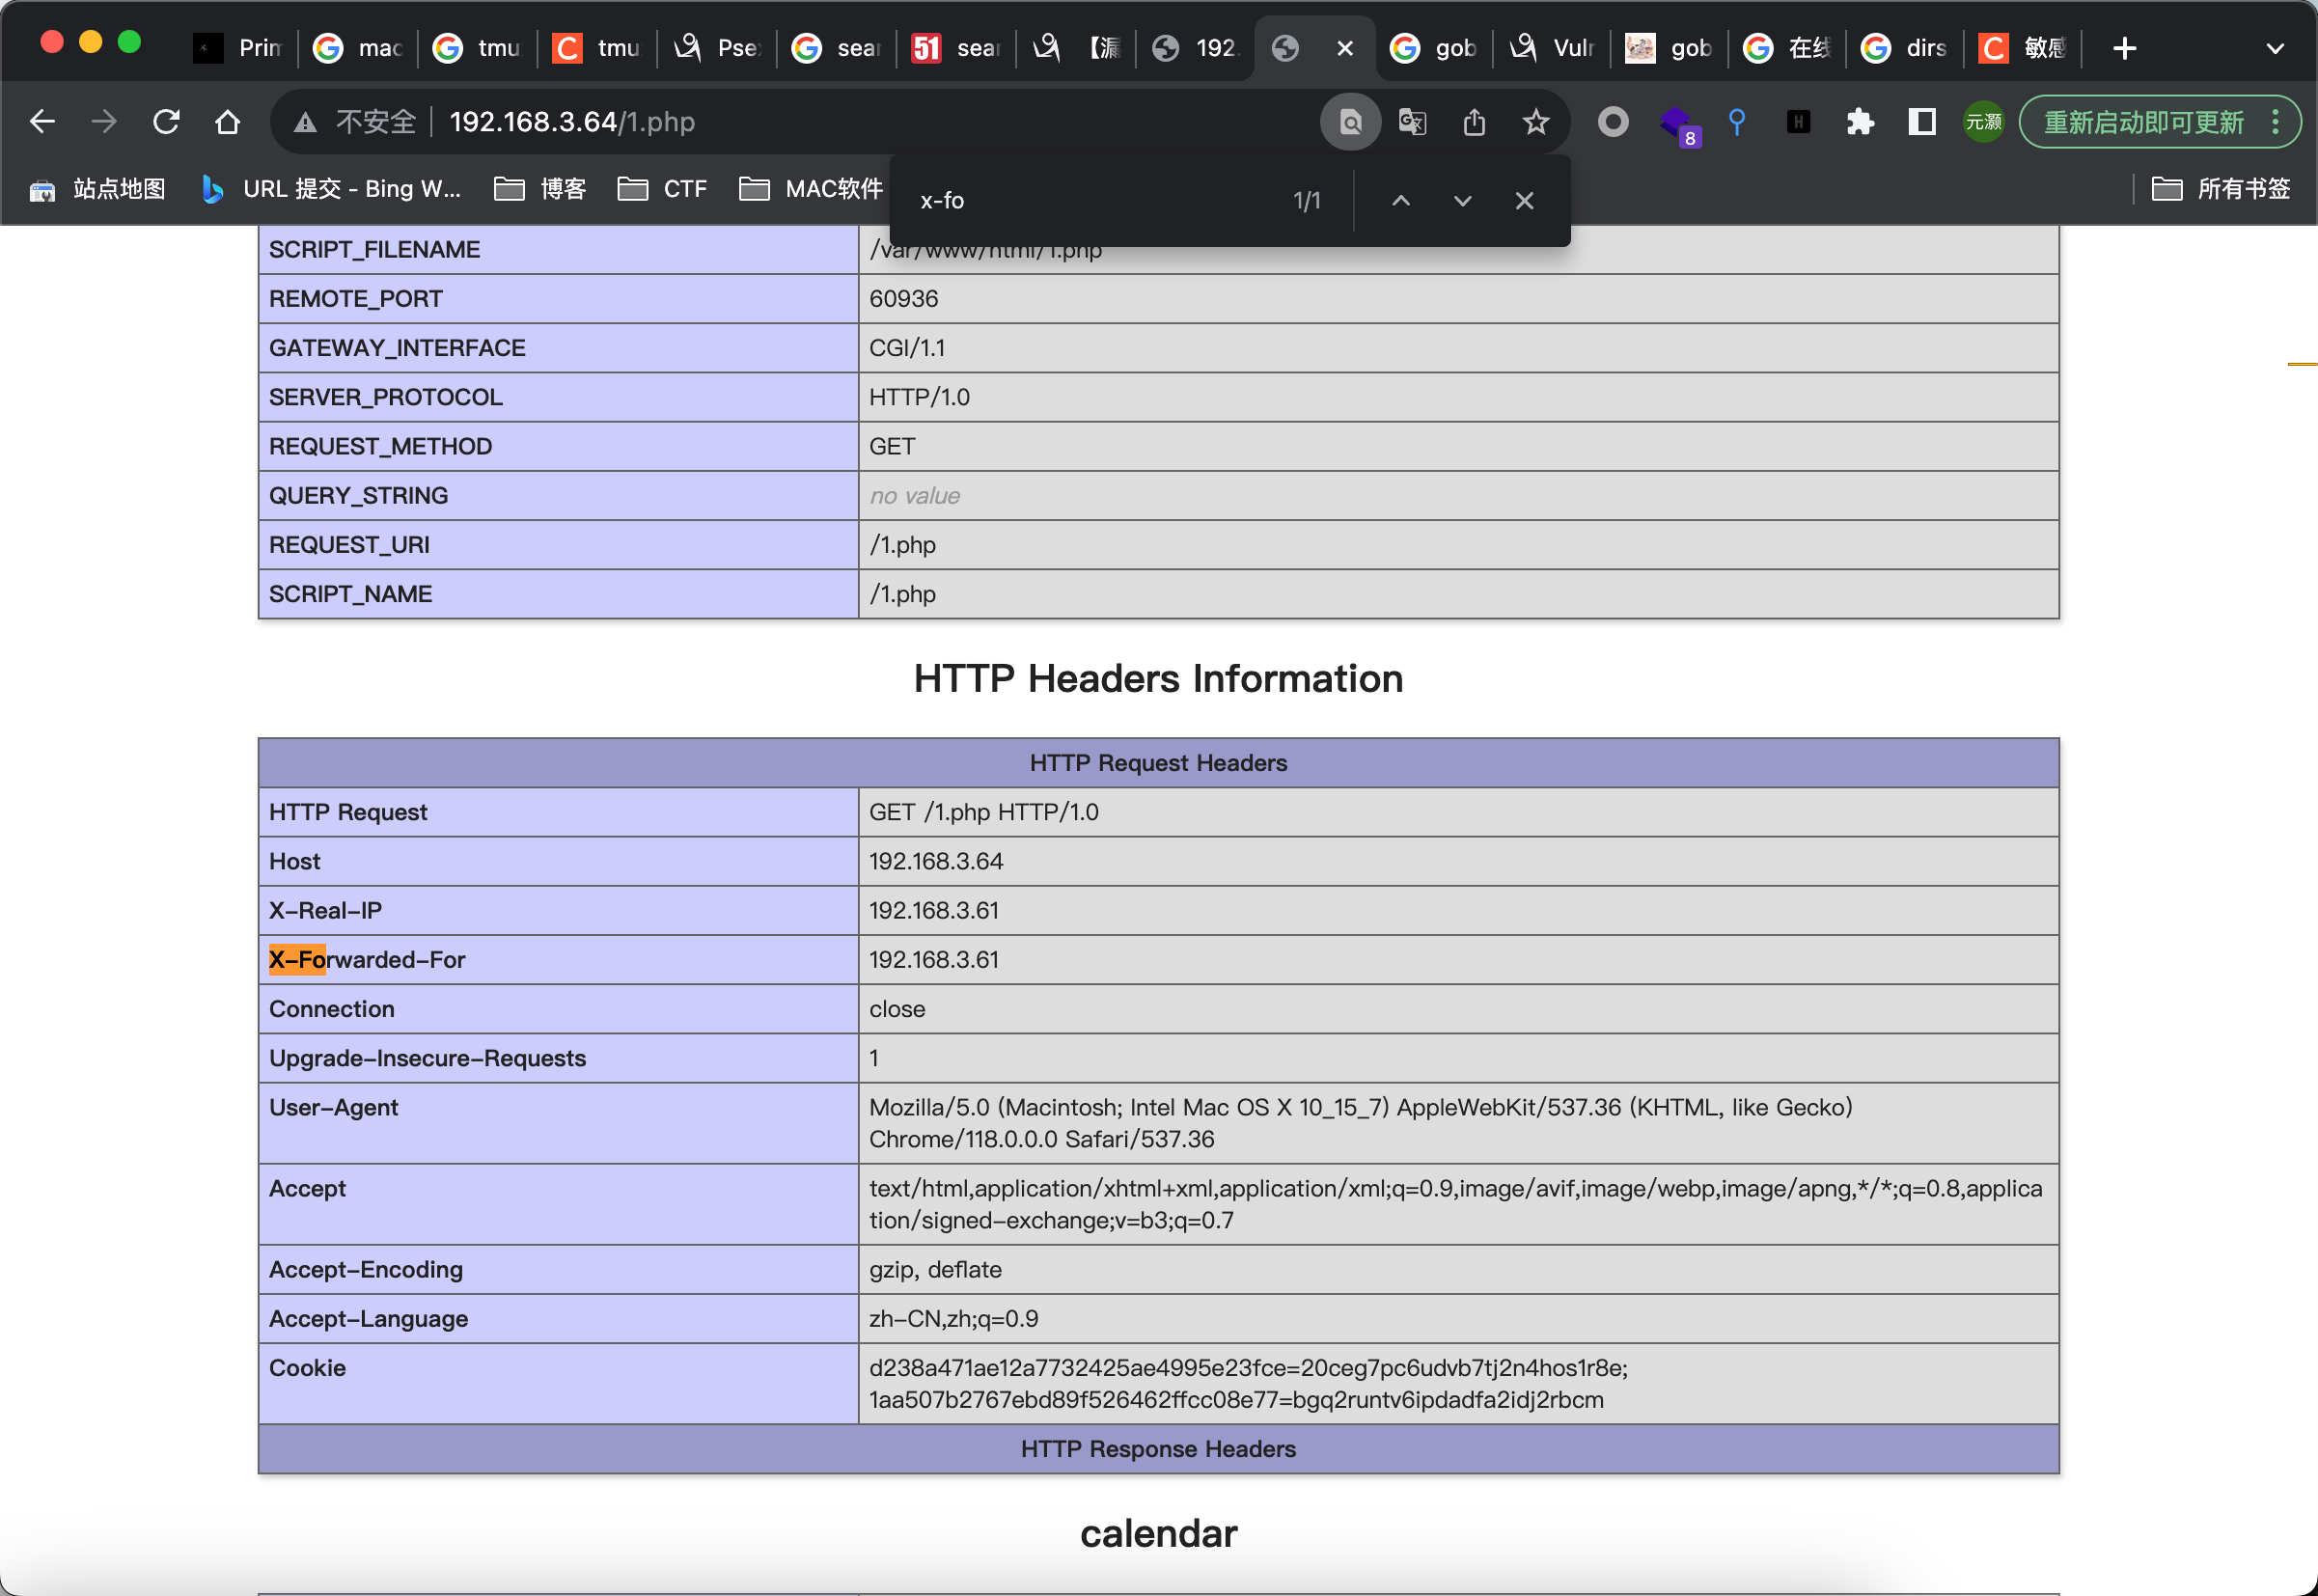 Prim
mac
tmu
tmu
Psex
sear
51
sear
【漏
192.
gob
Vulr
gob
在线
dirs
敏感
不安全
192.168.3.64/1.php
8
元灏
重新启动即可更新
站点地图
URL 提交 - Bing W...
博客
CTF
MAC软件
所有书签
x-fo 1/1
SCRIPT_FILENAME /var/www/html/1.php
REMOTE_PORT 60936
GATEWAY_INTERFACE CGI/1.1
SERVER_PROTOCOL HTTP/1.0
REQUEST_METHOD GET
QUERY_STRING no value
REQUEST_URI /1.php
SCRIPT_NAME /1.php
HTTP Headers Information
HTTP Request Headers
HTTP Request GET /1.php HTTP/1.0
Host 192.168.3.64
X-Real-IP 192.168.3.61
X-Forwarded-For 192.168.3.61
Connection close
Upgrade-Insecure-Requests 1
User-Agent Mozilla/5.0 (Macintosh; Intel Mac OS X 10_15_7) AppleWebKit/537.36 (KHTML, like Gecko)
Chrome/118.0.0.0 Safari/537.36
Accept text/html,application/xhtml+xml,application/xml;q=0.9,image/avif,image/webp,image/apng,*/*;q=0.8,applica
tion/signed-exchange;v=b3;q=0.7
Accept-Encoding gzip, deflate
Accept-Language zh-CN,zh;q=0.9
Cookie d238a471ae12a7732425ae4995e23fce=20ceg7pc6udvb7tj2n4hos1r8e;
1aa507b2767ebd89f526462ffcc08e77=bgq2runtv6ipdadfa2idj2rbcm
HTTP Response Headers
calendar